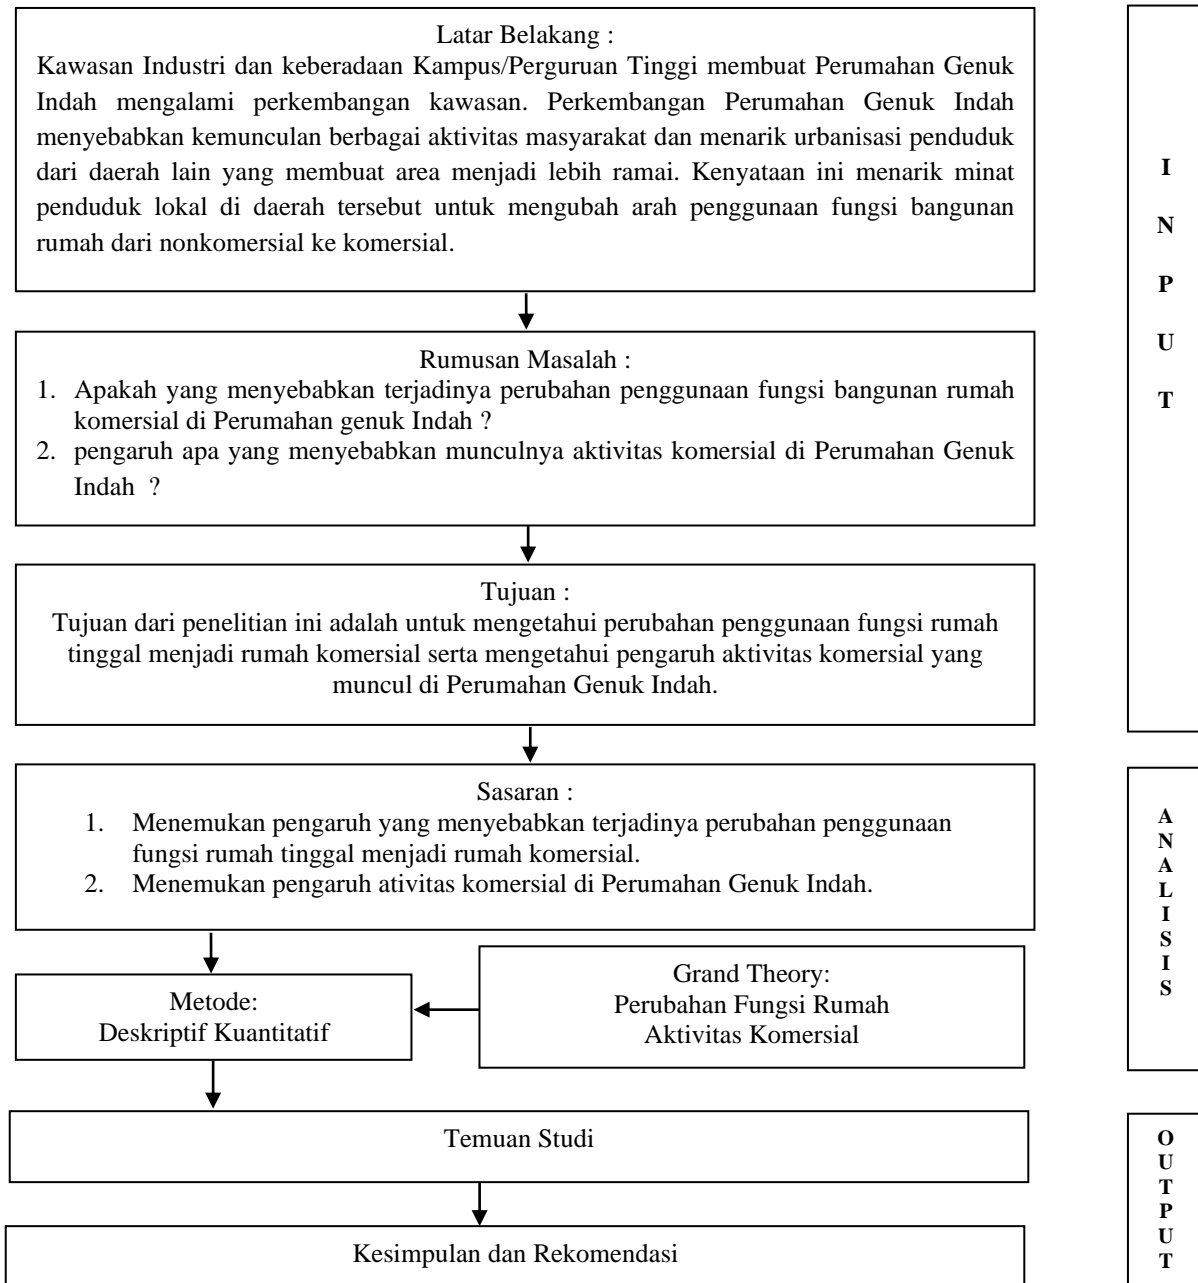 Latar Belakang :
Kawasan Industri dan keberadaan Kampus/Perguruan Tinggi membuat Perumahan Genuk
Indah mengalami perkembangan kawasan. Perkembangan Perumahan Genuk Indah
menyebabkan kemunculan berbagai aktivitas masyarakat dan menarik urbanisasi penduduk
dari daerah lain yang membuat area menjadi lebih ramai. Kenyataan ini menarik minat
penduduk lokal di daerah tersebut untuk mengubah arah penggunaan fungsi bangunan
rumah dari nonkomersial ke komersial.
Rumusan Masalah :
1. Apakah yang menyebabkan terjadinya perubahan penggunaan fungsi bangunan rumah
komersial di Perumahan genuk Indah ?
2. pengaruh apa yang menyebabkan munculnya aktivitas komersial di Perumahan Genuk
Indah ?
Tujuan :
Tujuan dari penelitian ini adalah untuk mengetahui perubahan penggunaan fungsi rumah
tinggal menjadi rumah komersial serta mengetahui pengaruh aktivitas komersial yang
muncul di Perumahan Genuk Indah.
I
N
P
U
T
Sasaran :
1. Menemukan pengaruh yang menyebabkan terjadinya perubahan penggunaan
fungsi rumah tinggal menjadi rumah komersial.
2. Menemukan pengaruh ativitas komersial di Perumahan Genuk Indah.
Metode:
Deskriptif Kuantitatif
Grand Theory:
Perubahan Fungsi Rumah
Aktivitas Komersial
A
N
A
L
I
S
I
S
Temuan Studi
Kesimpulan dan Rekomendasi
O
U
T
P
U
T